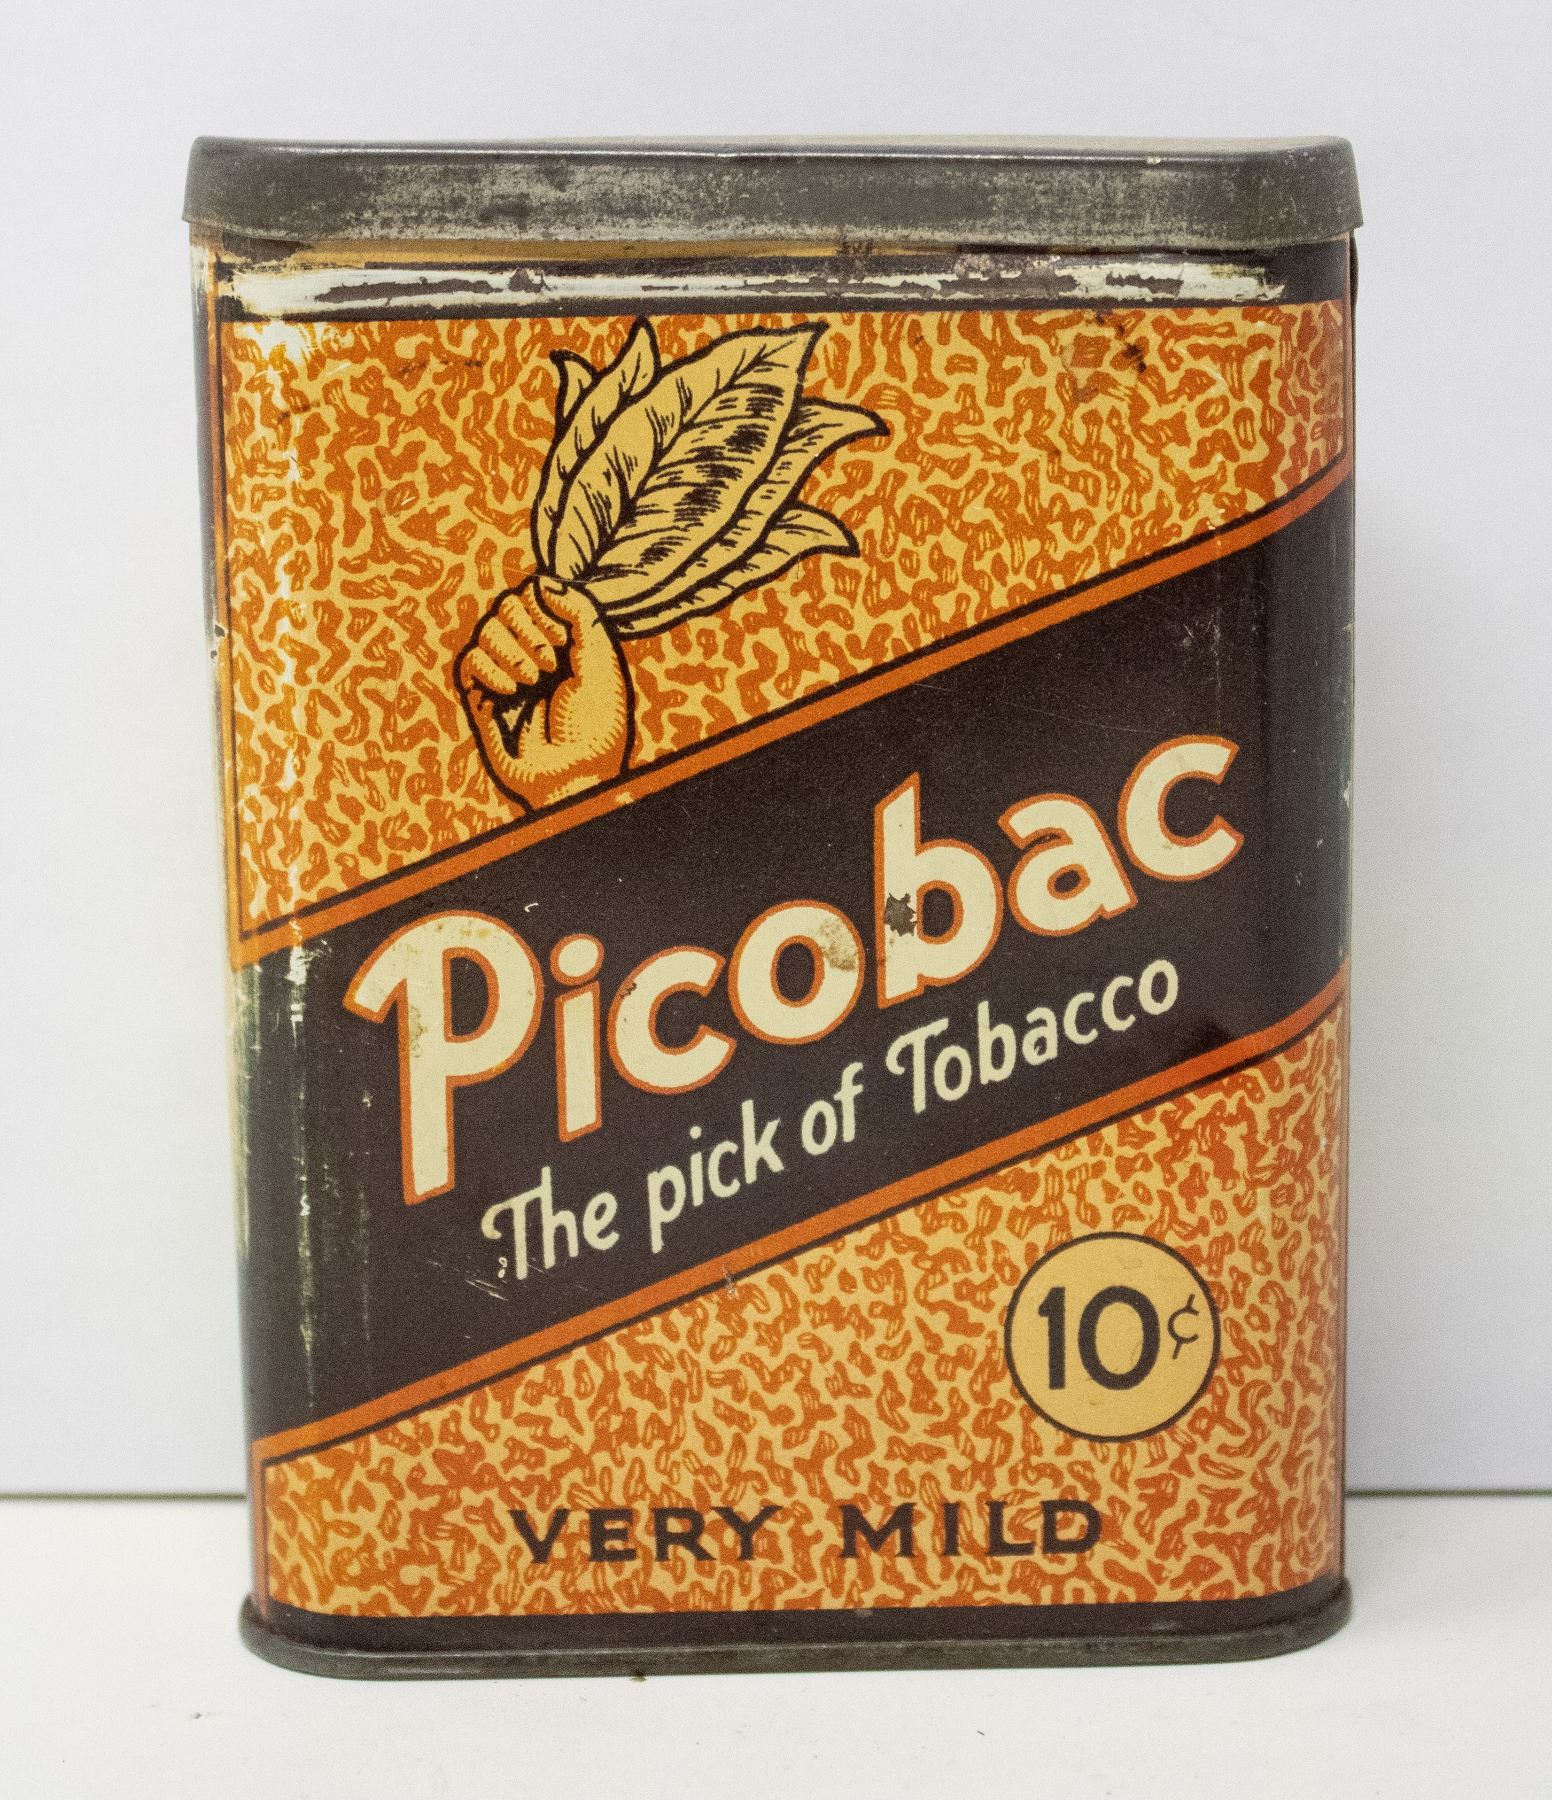 Picobac
The pick of Tobacco
10¢
VERY MILD